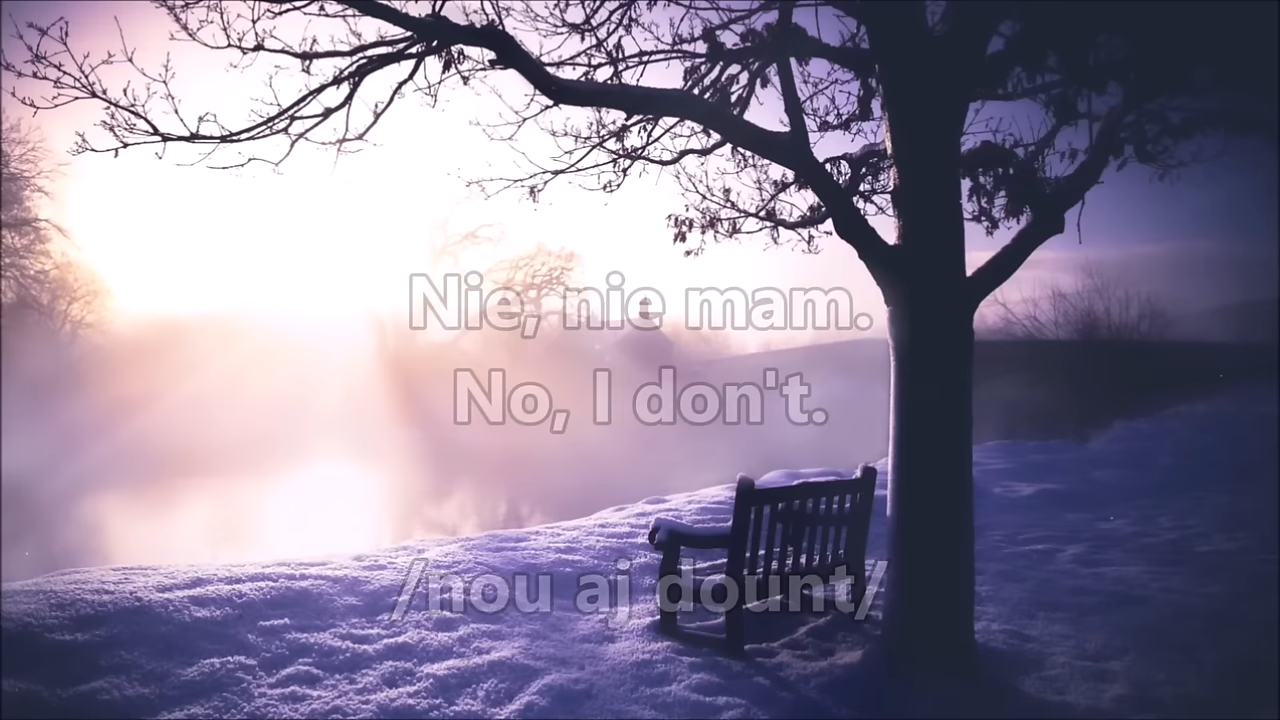 Nie, nie mam.
No, I don't.
/nou aj dount/